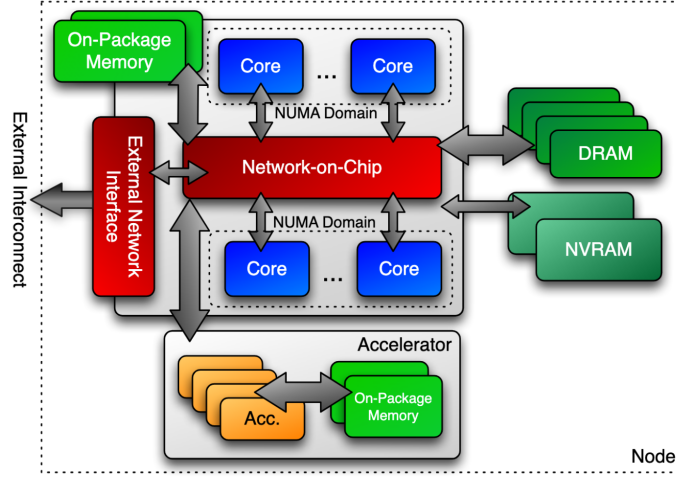 On-Package
Memory
Core
...
Core
NUMA Domain
External Interconnect
External Network
Interface
Network-on-Chip
DRAM
NUMA Domain
NVRAM
Core
...
Core
Accelerator
Acc.
On-Package
Memory
Node